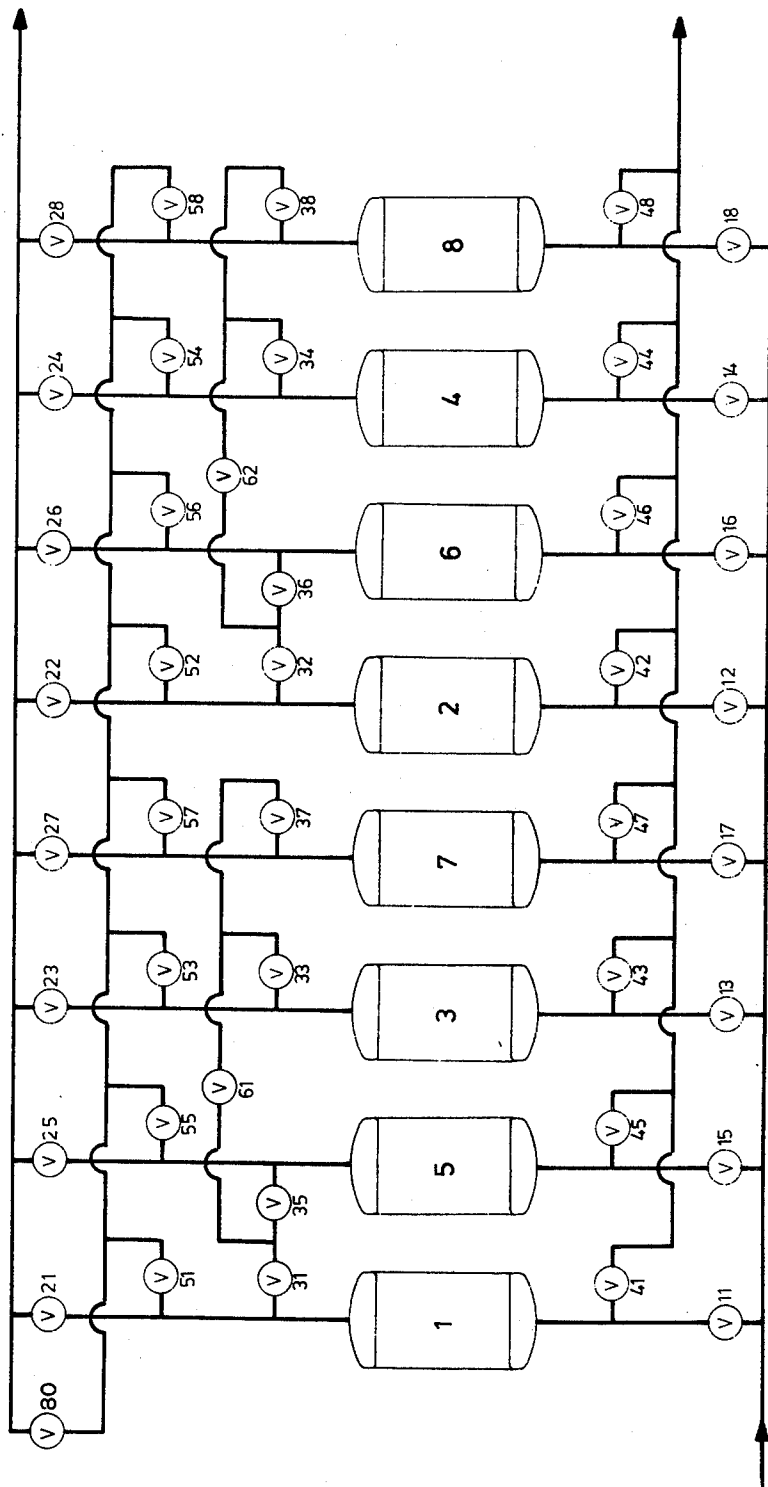 V 80
V 21 V 25 V 23 V 27 V 22 V 26 V 24 V 28
V 51 V 55 V 53 V 57 V 52 V 56 V 54 V 58
V 61 V 62
V 31 V 35 V 33 V 37 V 32 V 36 V 34 V 38
1 5 3 7 2 6 4 8
V 41 V 45 V 43 V 47 V 42 V 46 V 44 V 48
V 11 V 15 V 13 V 17 V 12 V 16 V 14 V 18